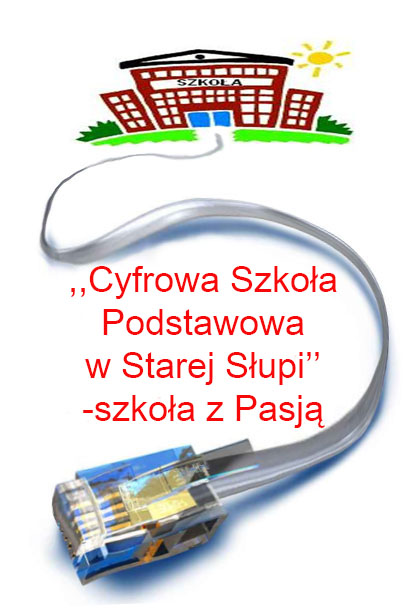 SZKOŁA
,,Cyfrowa Szkoła
Podstawowa
w Starej Słupi’’
-szkoła z Pasją